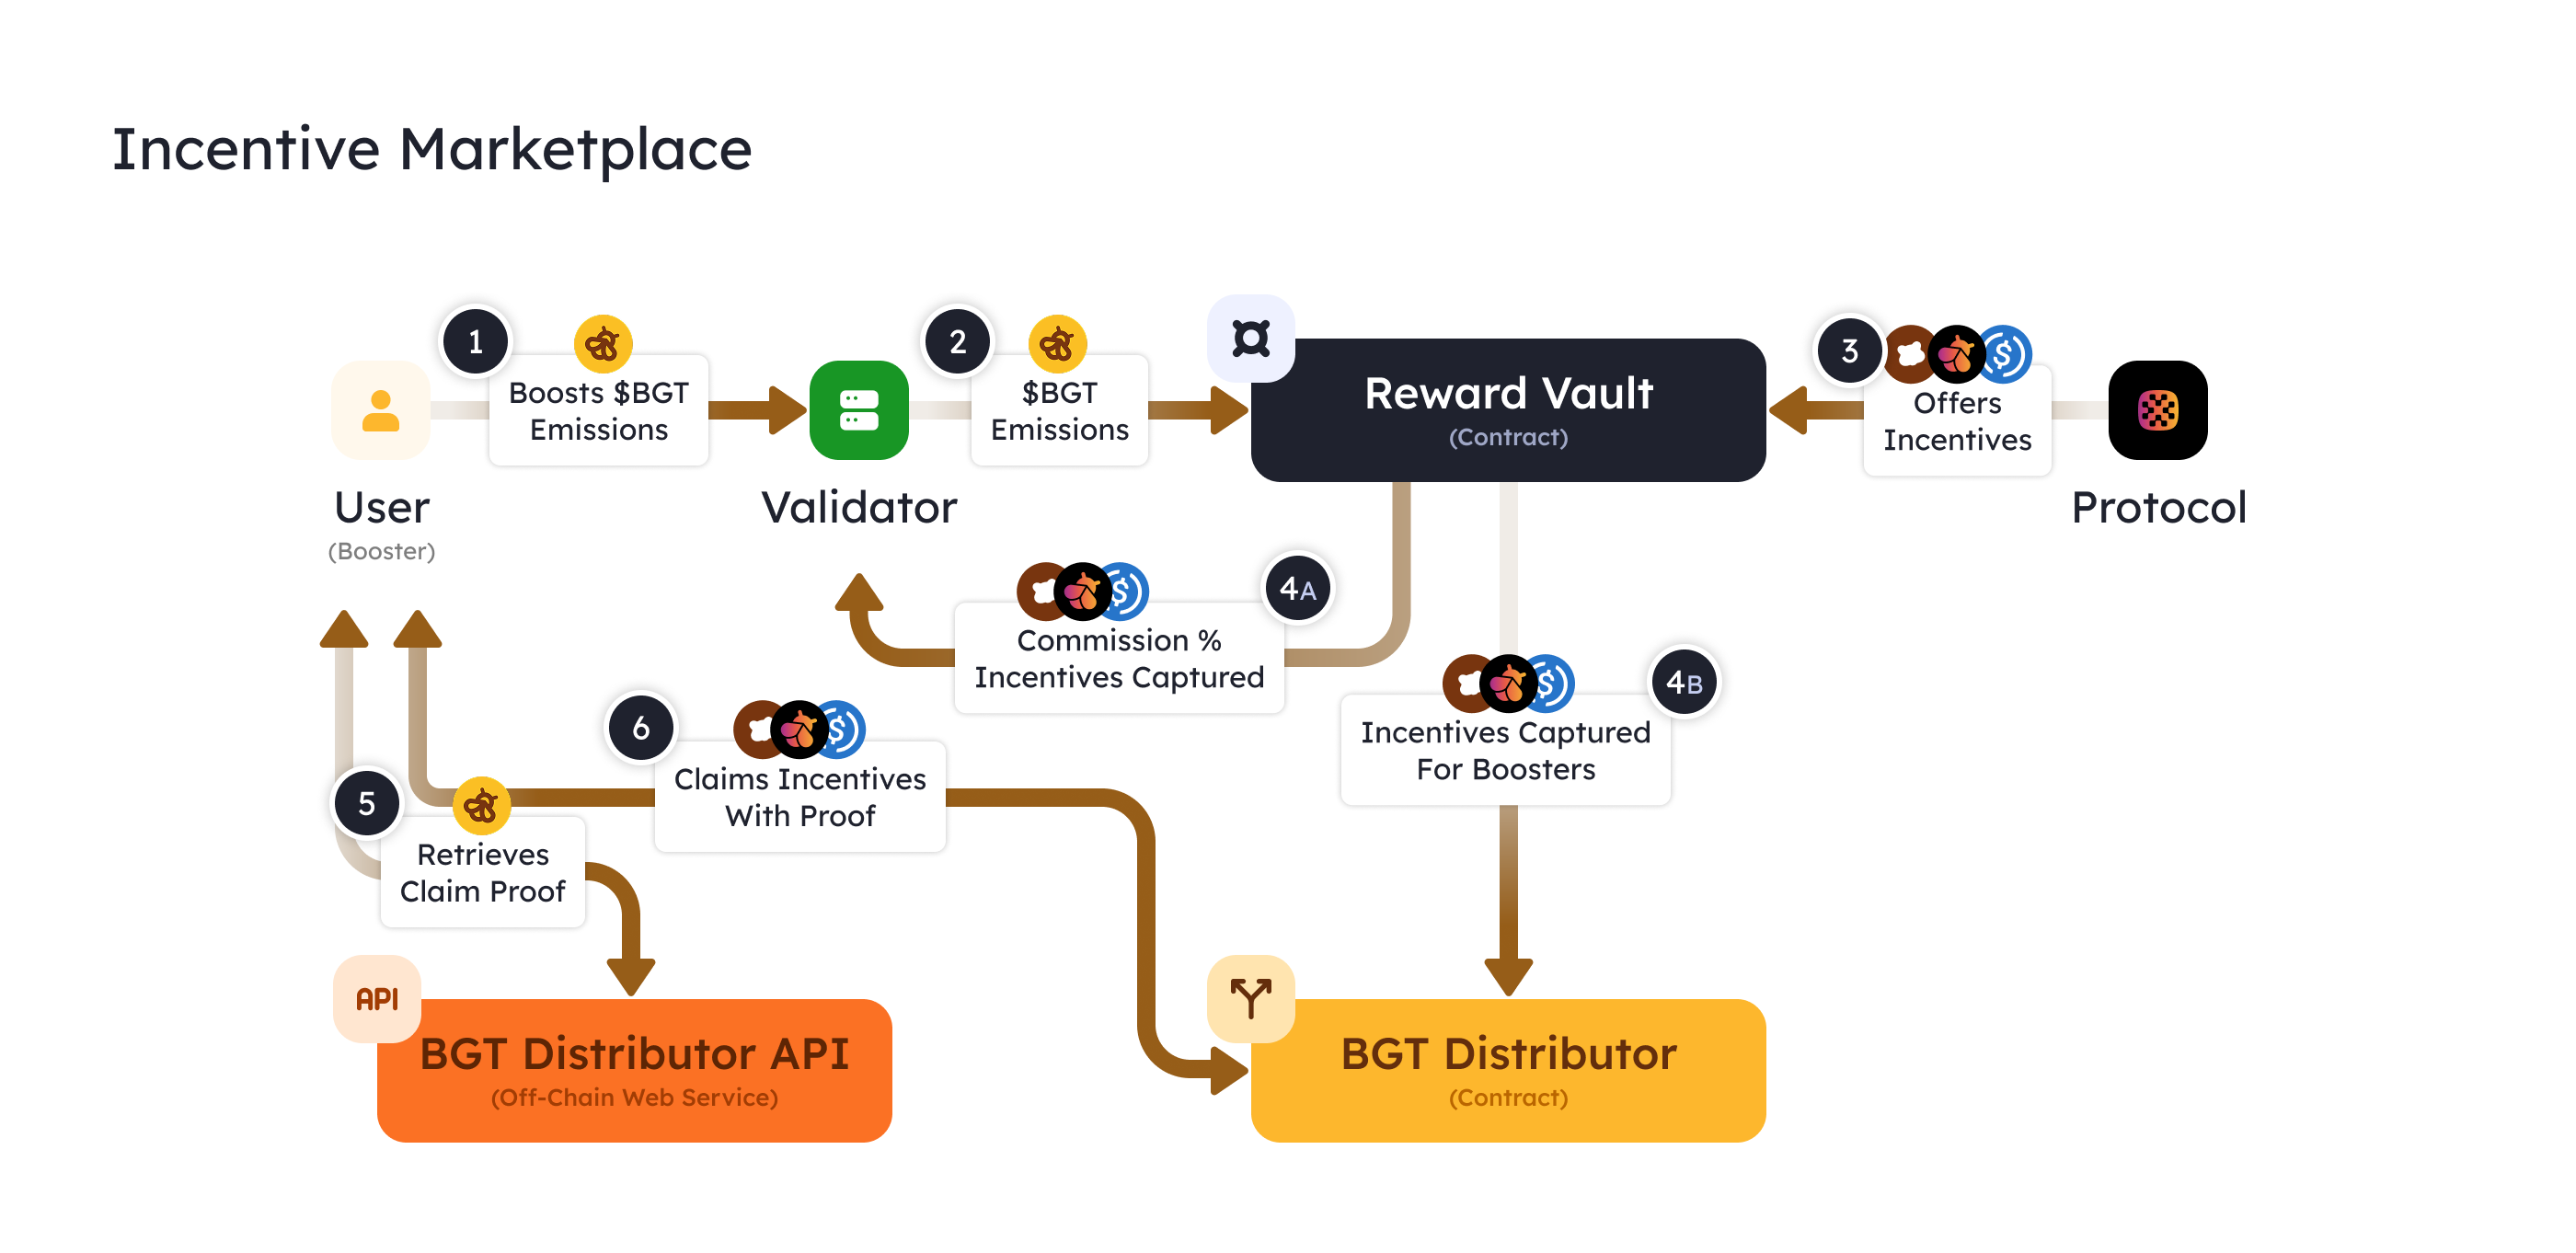 Incentive Marketplace
1
Boosts $BGT
Emissions
2
$BGT
Emissions
Reward Vault
(Contract)
3
$
Offers
Incentives
User
(Booster)
Validator
Protocol
4A
$
Commission %
Incentives Captured
4B
$
Incentives Captured
For Boosters
6
$
Claims Incentives
With Proof
5
Retrieves
Claim Proof
API
BGT Distributor API
(Off-Chain Web Service)
BGT Distributor
(Contract)